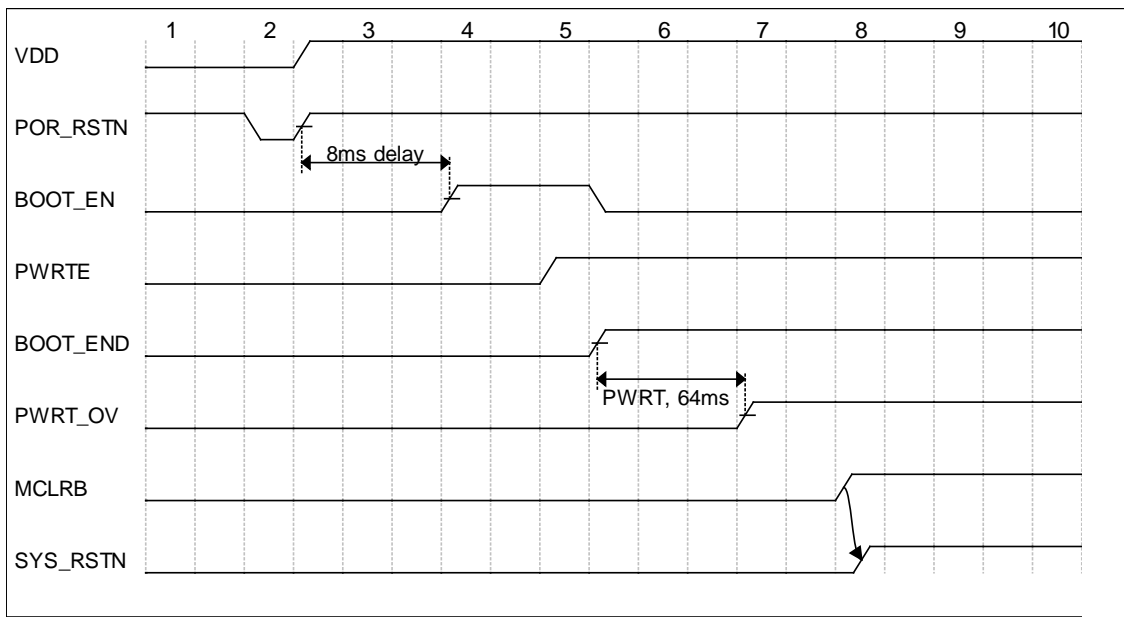 1 2 3 4 5 6 7 8 9 10
VDD
POR_RSTN
8ms delay
BOOT_EN
PWRTE
BOOT_END
PWRT, 64ms
PWRT_OV
MCLRB
SYS_RSTN